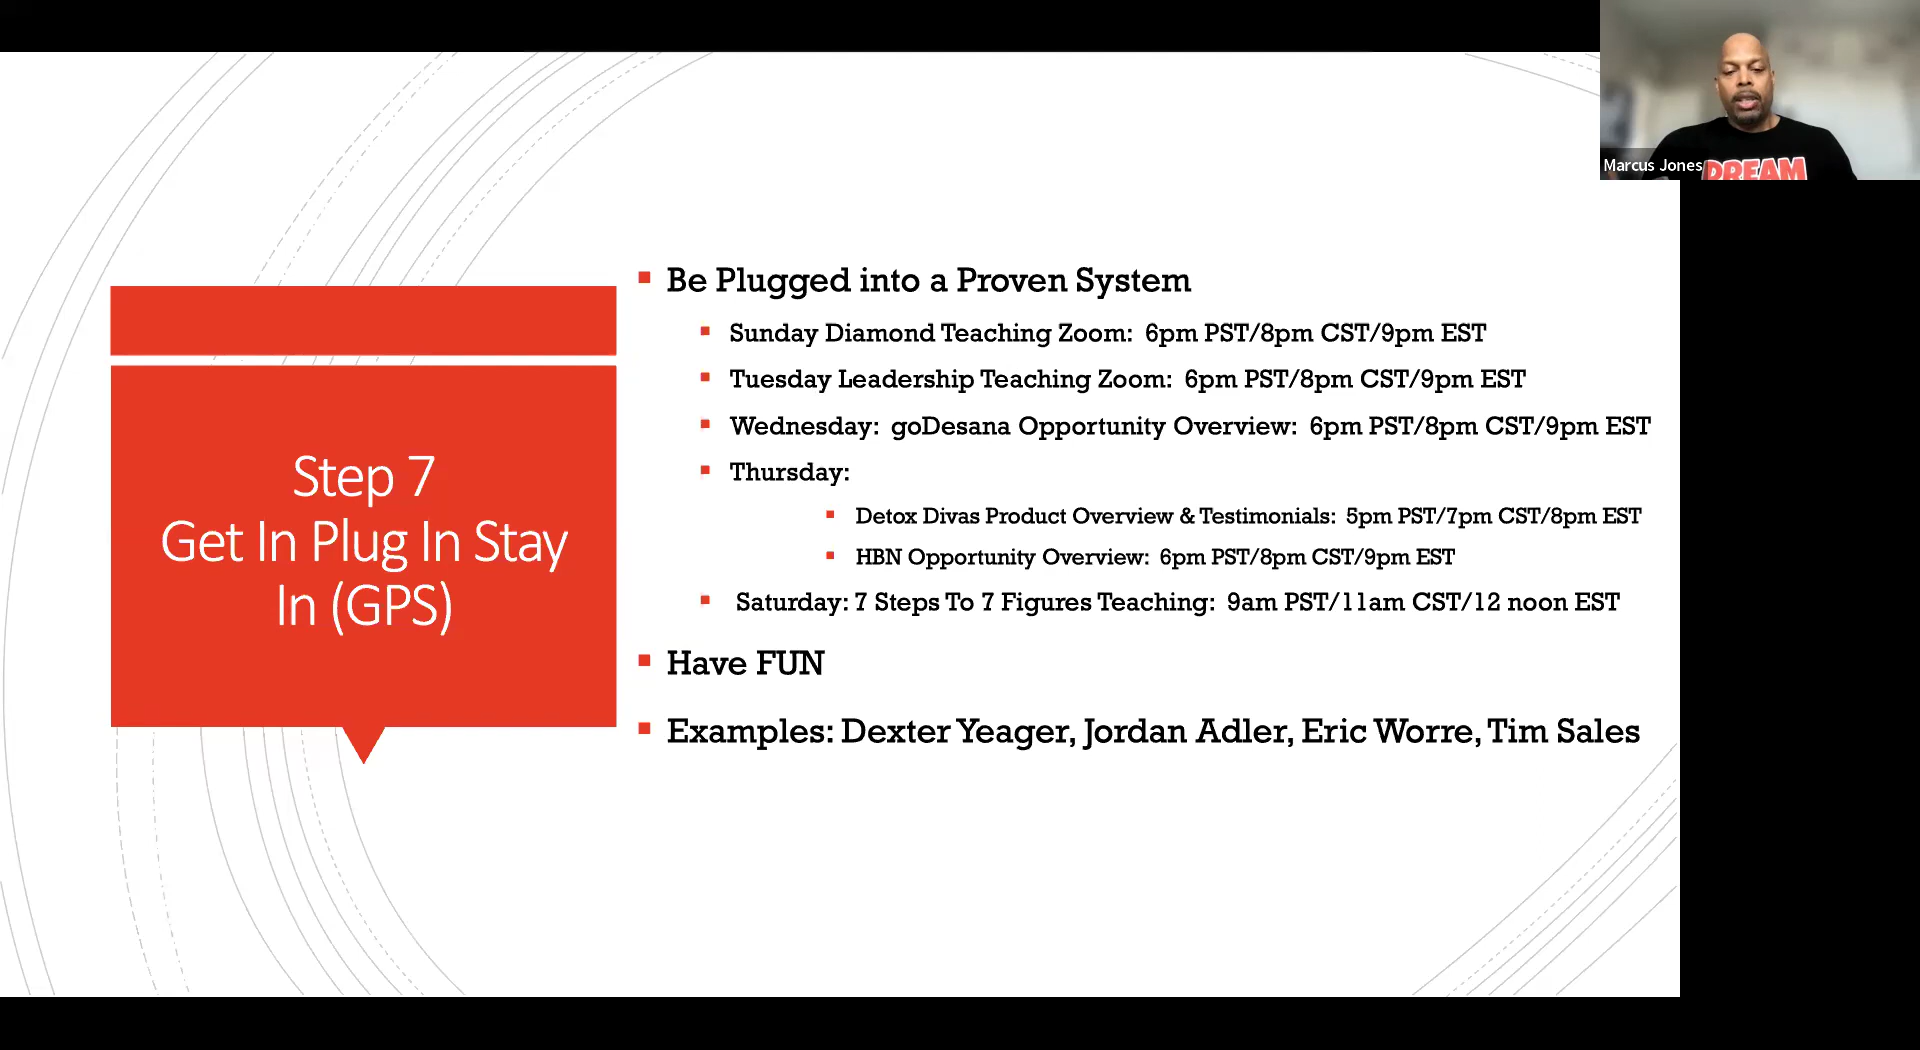 Marcus Jones
DREAM
Step 7
Get In Plug In Stay
In (GPS)
Be Plugged into a Proven System
Sunday Diamond Teaching Zoom: 6pm PST/8pm CST/9pm EST
Tuesday Leadership Teaching Zoom: 6pm PST/8pm CST/9pm EST
Wednesday: goDesana Opportunity Overview: 6pm PST/8pm CST/9pm EST
Thursday:
Detox Divas Product Overview & Testimonials: 5pm PST/7pm CST/8pm EST
HBN Opportunity Overview: 6pm PST/8pm CST/9pm EST
Saturday: 7 Steps To 7 Figures Teaching: 9am PST/11am CST/12 noon EST
Have FUN
Examples: Dexter Yeager, Jordan Adler, Eric Worre, Tim Sales